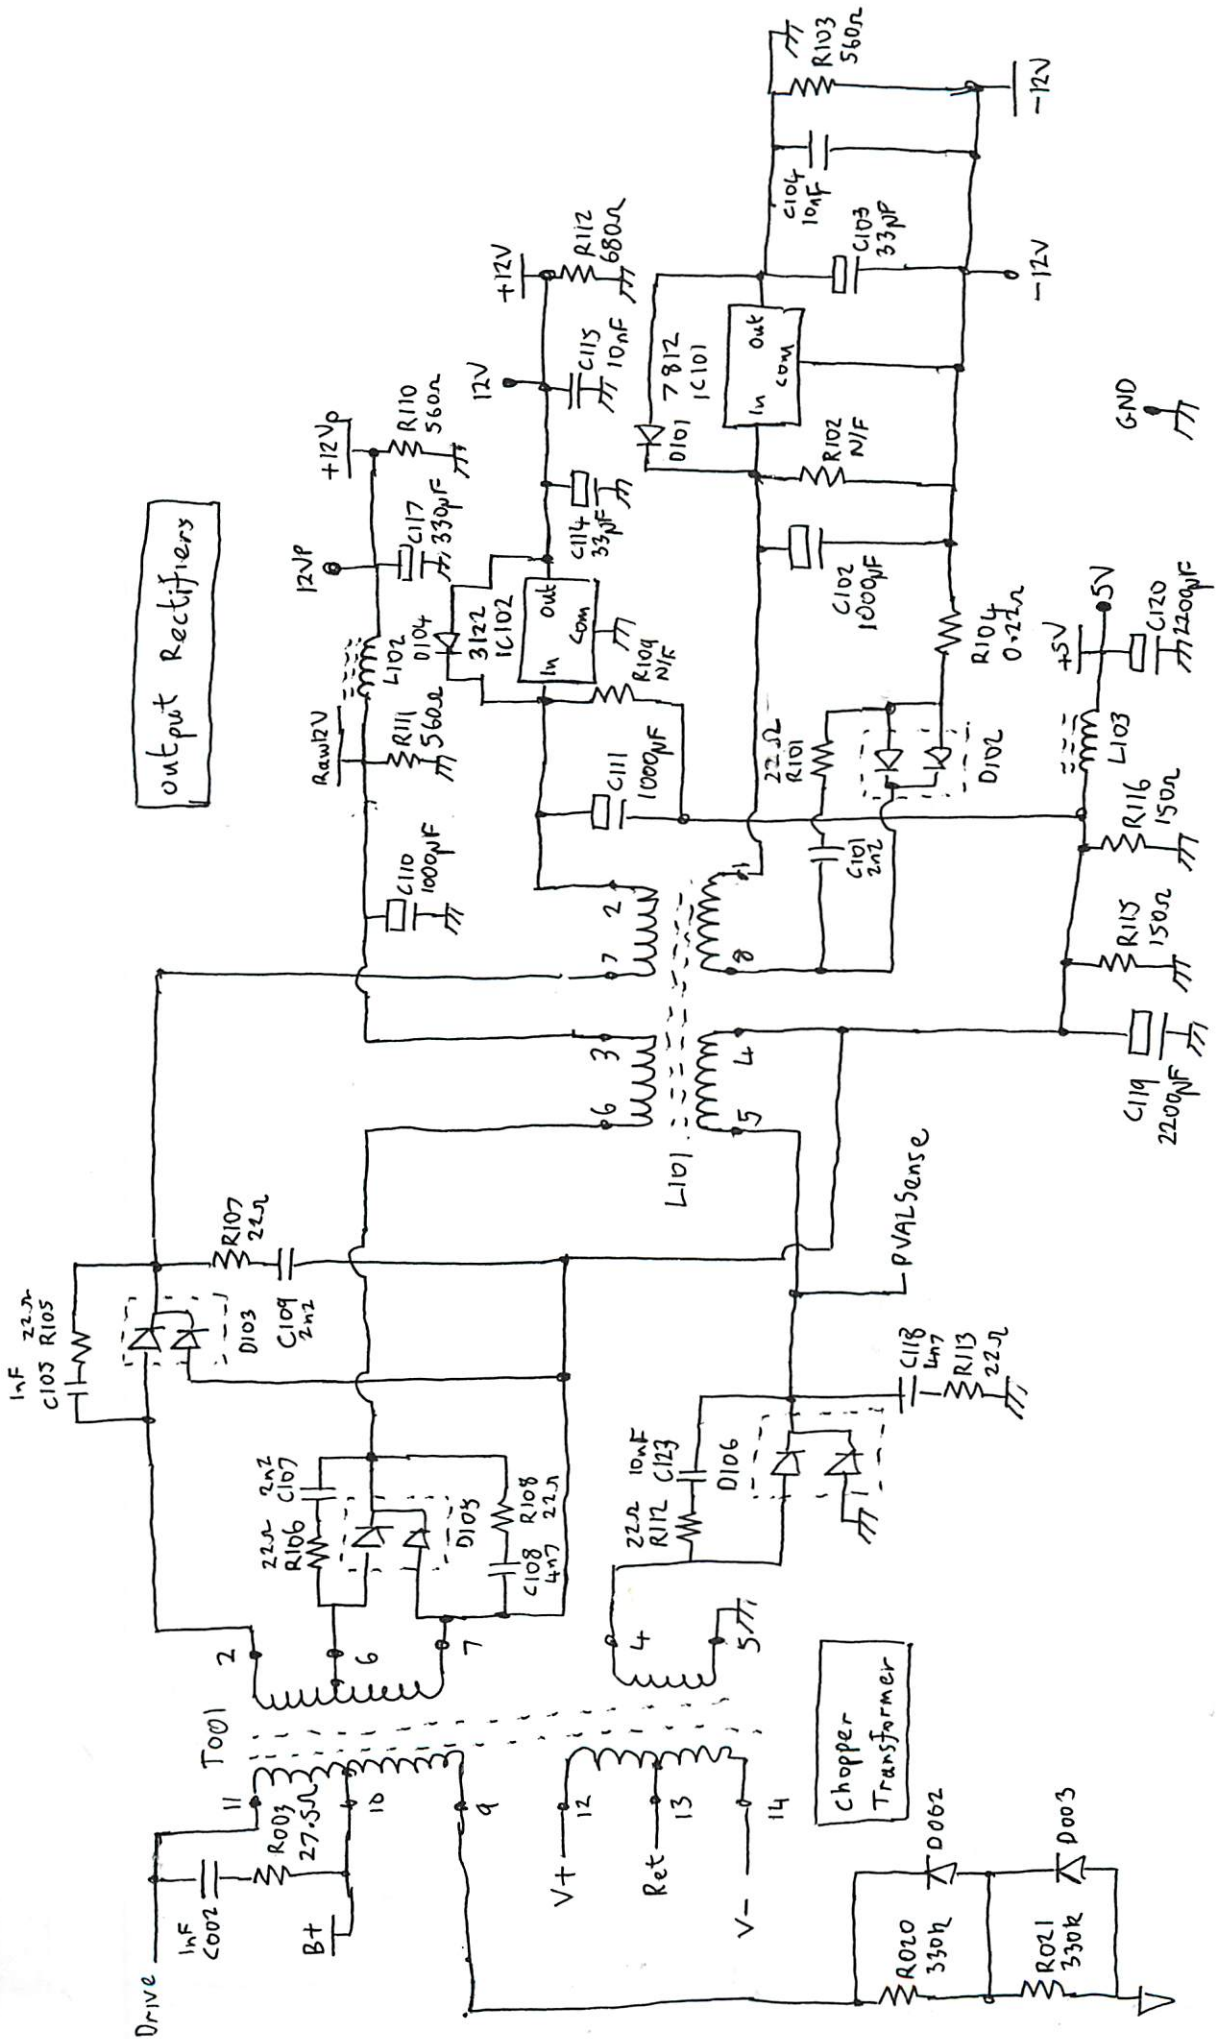 Output Rectifiers
Drive
1nF
C002
R003
27.5Ω
B+
11
10
9
T001
V+
Ret
V-
12
13
14
Chopper
Transformer
R020
330k
R021
330k
D062
D003
2
6
7
4
5
1nF
C105
22Ω
R105
D103
R107
22Ω
C109
2n2
2n2
C107
22Ω
R106
D105
R108
22Ω
C108
4n7
10nF
C123
22Ω
R112
D106
C118
4n7
R113
22Ω
PVALSense
L101
6
3
7
2
5
4
8
1
C110
1000µF
Raw12V
R111
560Ω
L102
12VP
C117
330µF
+12Vp
R110
560Ω
C111
1000µF
R109
N/F
D104
3122
IC102
In
Out
Com
C114
33µF
12V
C115
10nF
+12V
R112
680Ω
C101
2n2
22Ω
R101
D102
R104
0.22Ω
C102
1000µF
R102
N/F
D101
7812
IC101
In
Out
Com
C103
33µF
C104
10nF
R103
560Ω
-12V
-12V
C119
2200µF
R115
150Ω
R116
150Ω
L103
+5V
5V
C120
2200µF
GND